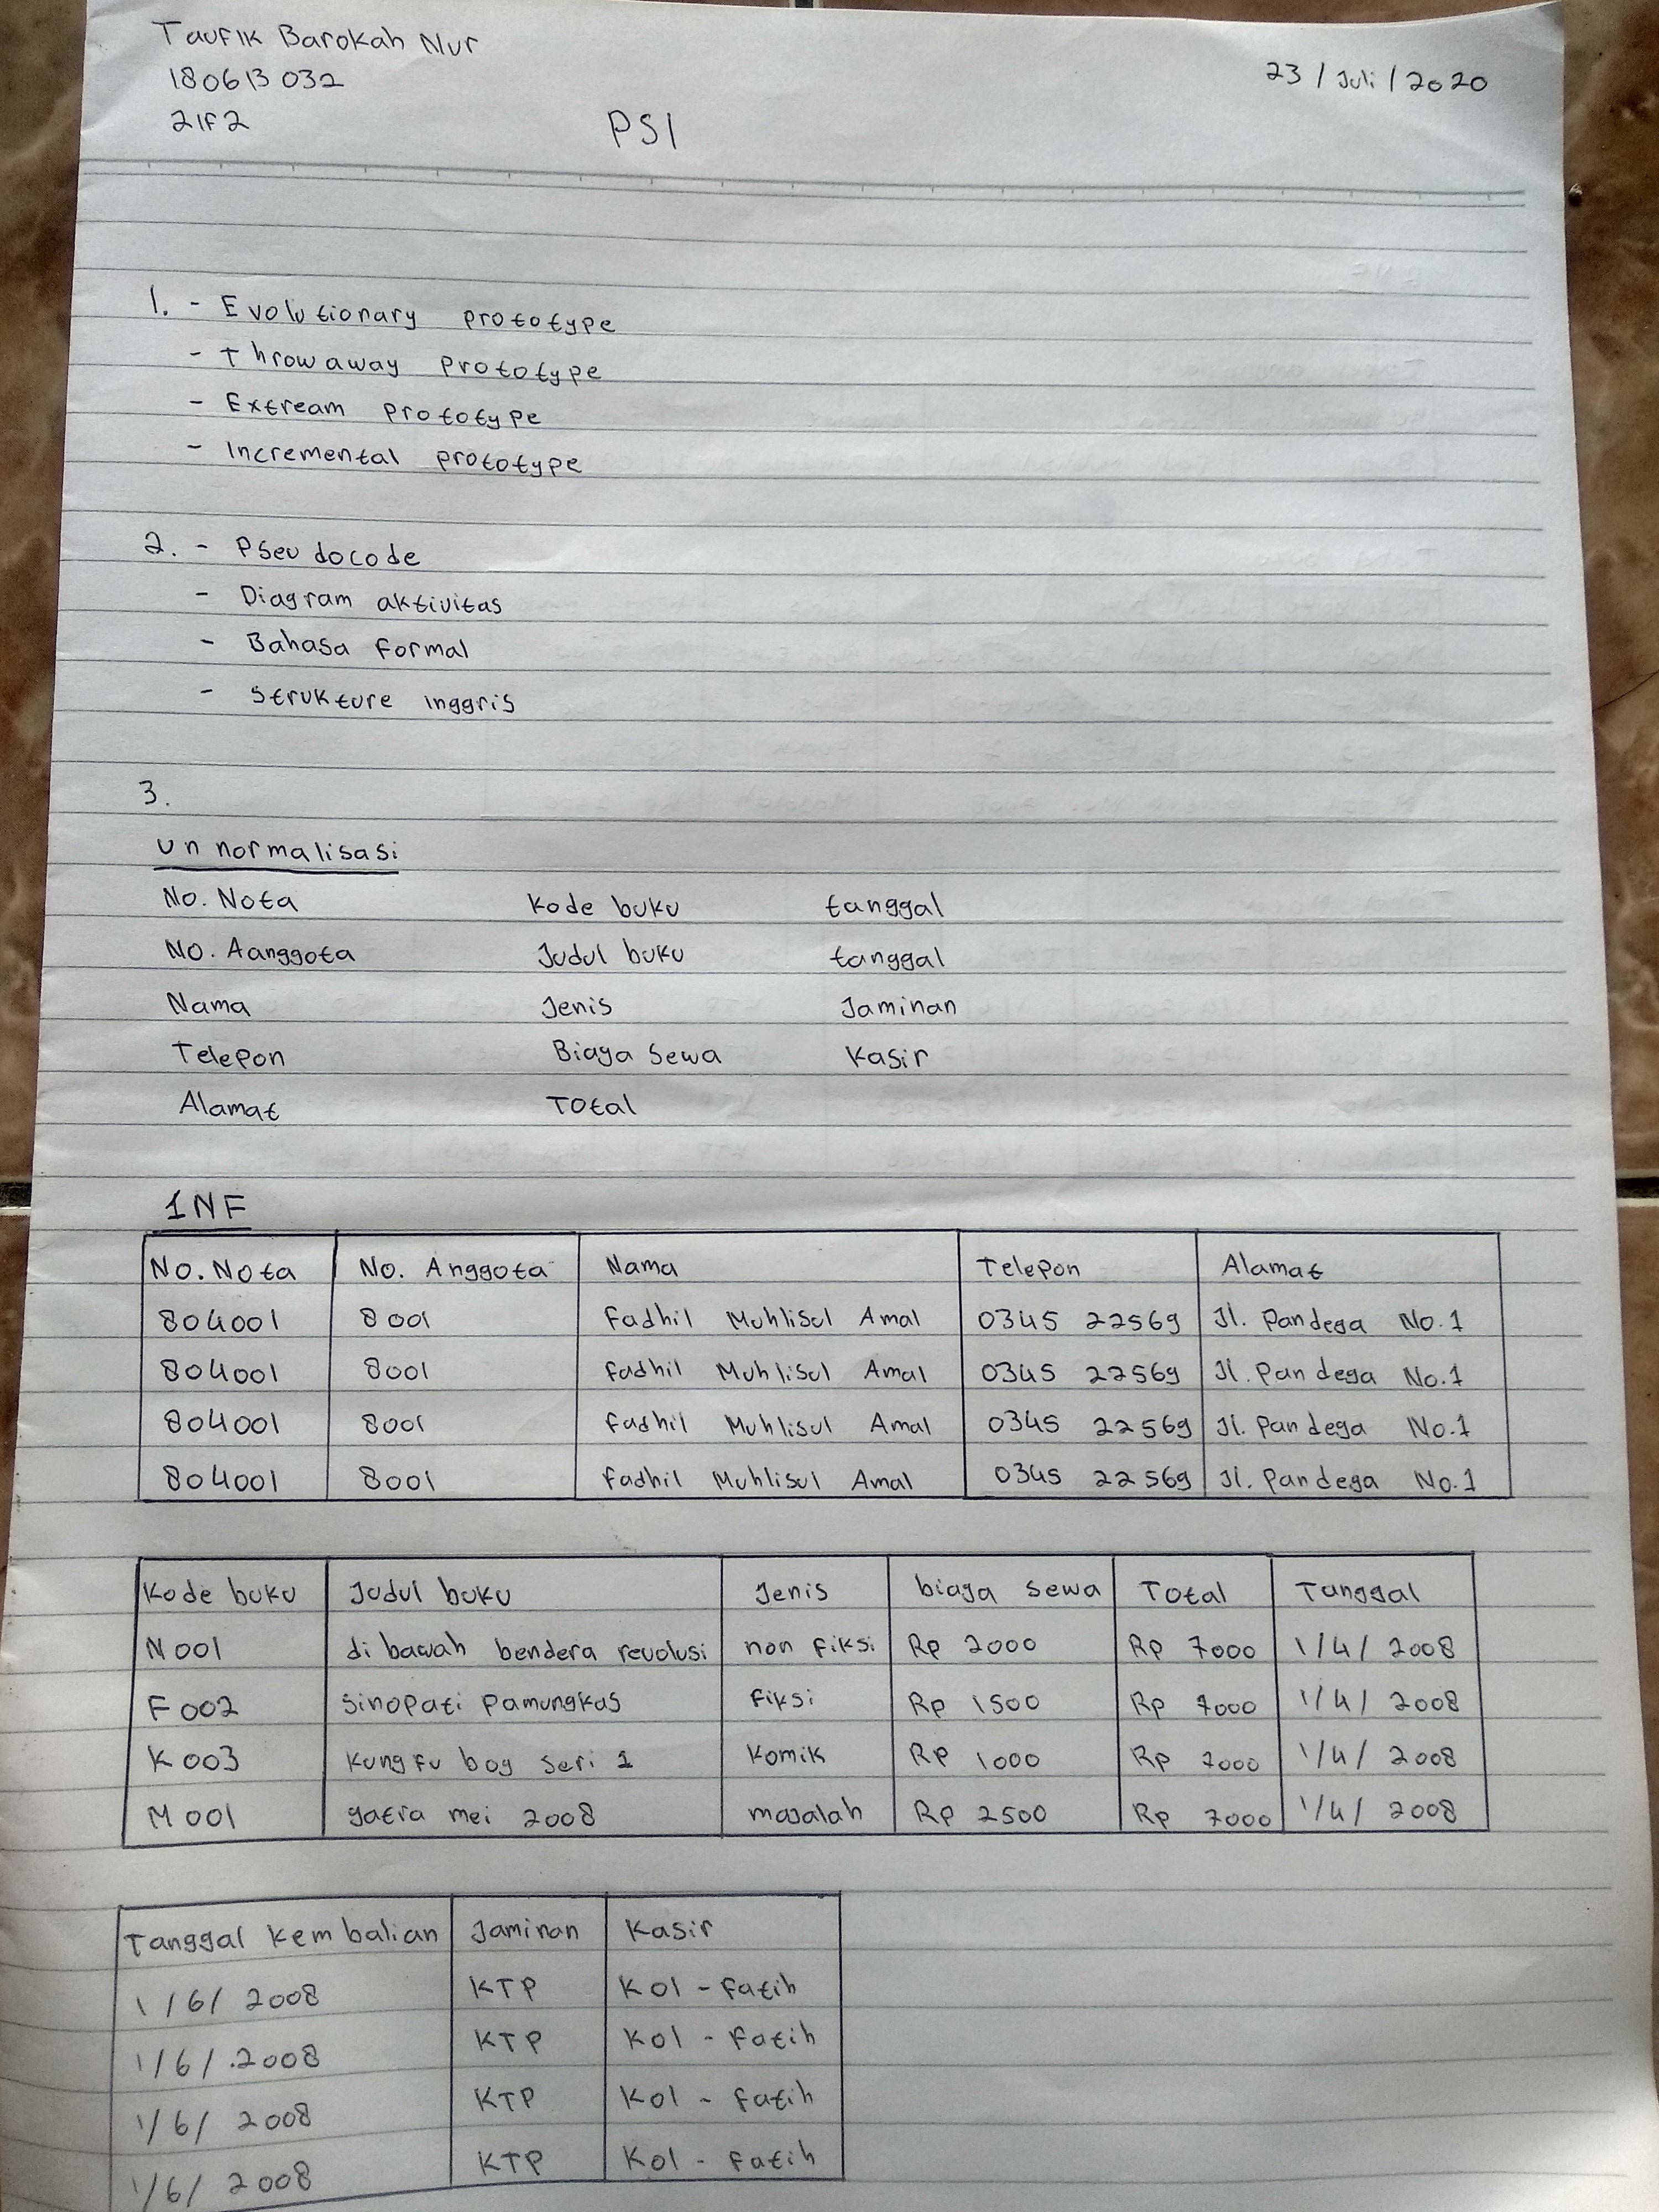 Taufik Barokah Nur
180613032
23 / Juli / 2020
2IF2
PSI
1. - Evolutionary prototype
- Throwaway prototype
- Extream prototype
- Incremental prototype
2. - Pseudocode
- Diagram aktivitas
- Bahasa formal
- Strukture inggris
3.
Un normalisasi
No. Nota Kode buku tanggal
No. Aanggota Judul buku tanggal
Nama Jenis Jaminan
Telepon Biaya Sewa Kasir
Alamat Total
1NF
No. Nota No. Anggota Nama Telepon Alamat
804001 8001 Fadhil Muhlisul Amal 0345 22569 Jl. Pandega No.1
804001 8001 Fadhil Muhlisul Amal 0345 22569 Jl. Pandega No.1
804001 8001 Fadhil Muhlisul Amal 0345 22569 Jl. Pandega No.1
804001 8001 Fadhil Muhlisul Amal 0345 22569 Jl. Pandega No.1
Kode buku Judul buku Jenis biaya sewa Total Tanggal
N001 di bawah bendera revolusi non fiksi Rp 2000 Rp 7000 1/4/ 2008
F002 Sinopati Pamungkas Fiksi Rp 1500 Rp 7000 1/4/ 2008
K003 Kungfu boy Seri 1 Komik Rp 1000 Rp 7000 1/4/ 2008
M001 gatra mei 2008 majalah Rp 2500 Rp 7000 1/4/ 2008
Tanggal Kembalian Jaminan Kasir
1/6/ 2008 KTP K01 - Fatih
1/6/ 2008 KTP K01 - Fatih
1/6/ 2008 KTP K01 - Fatih
1/6/ 2008 KTP K01 - Fatih